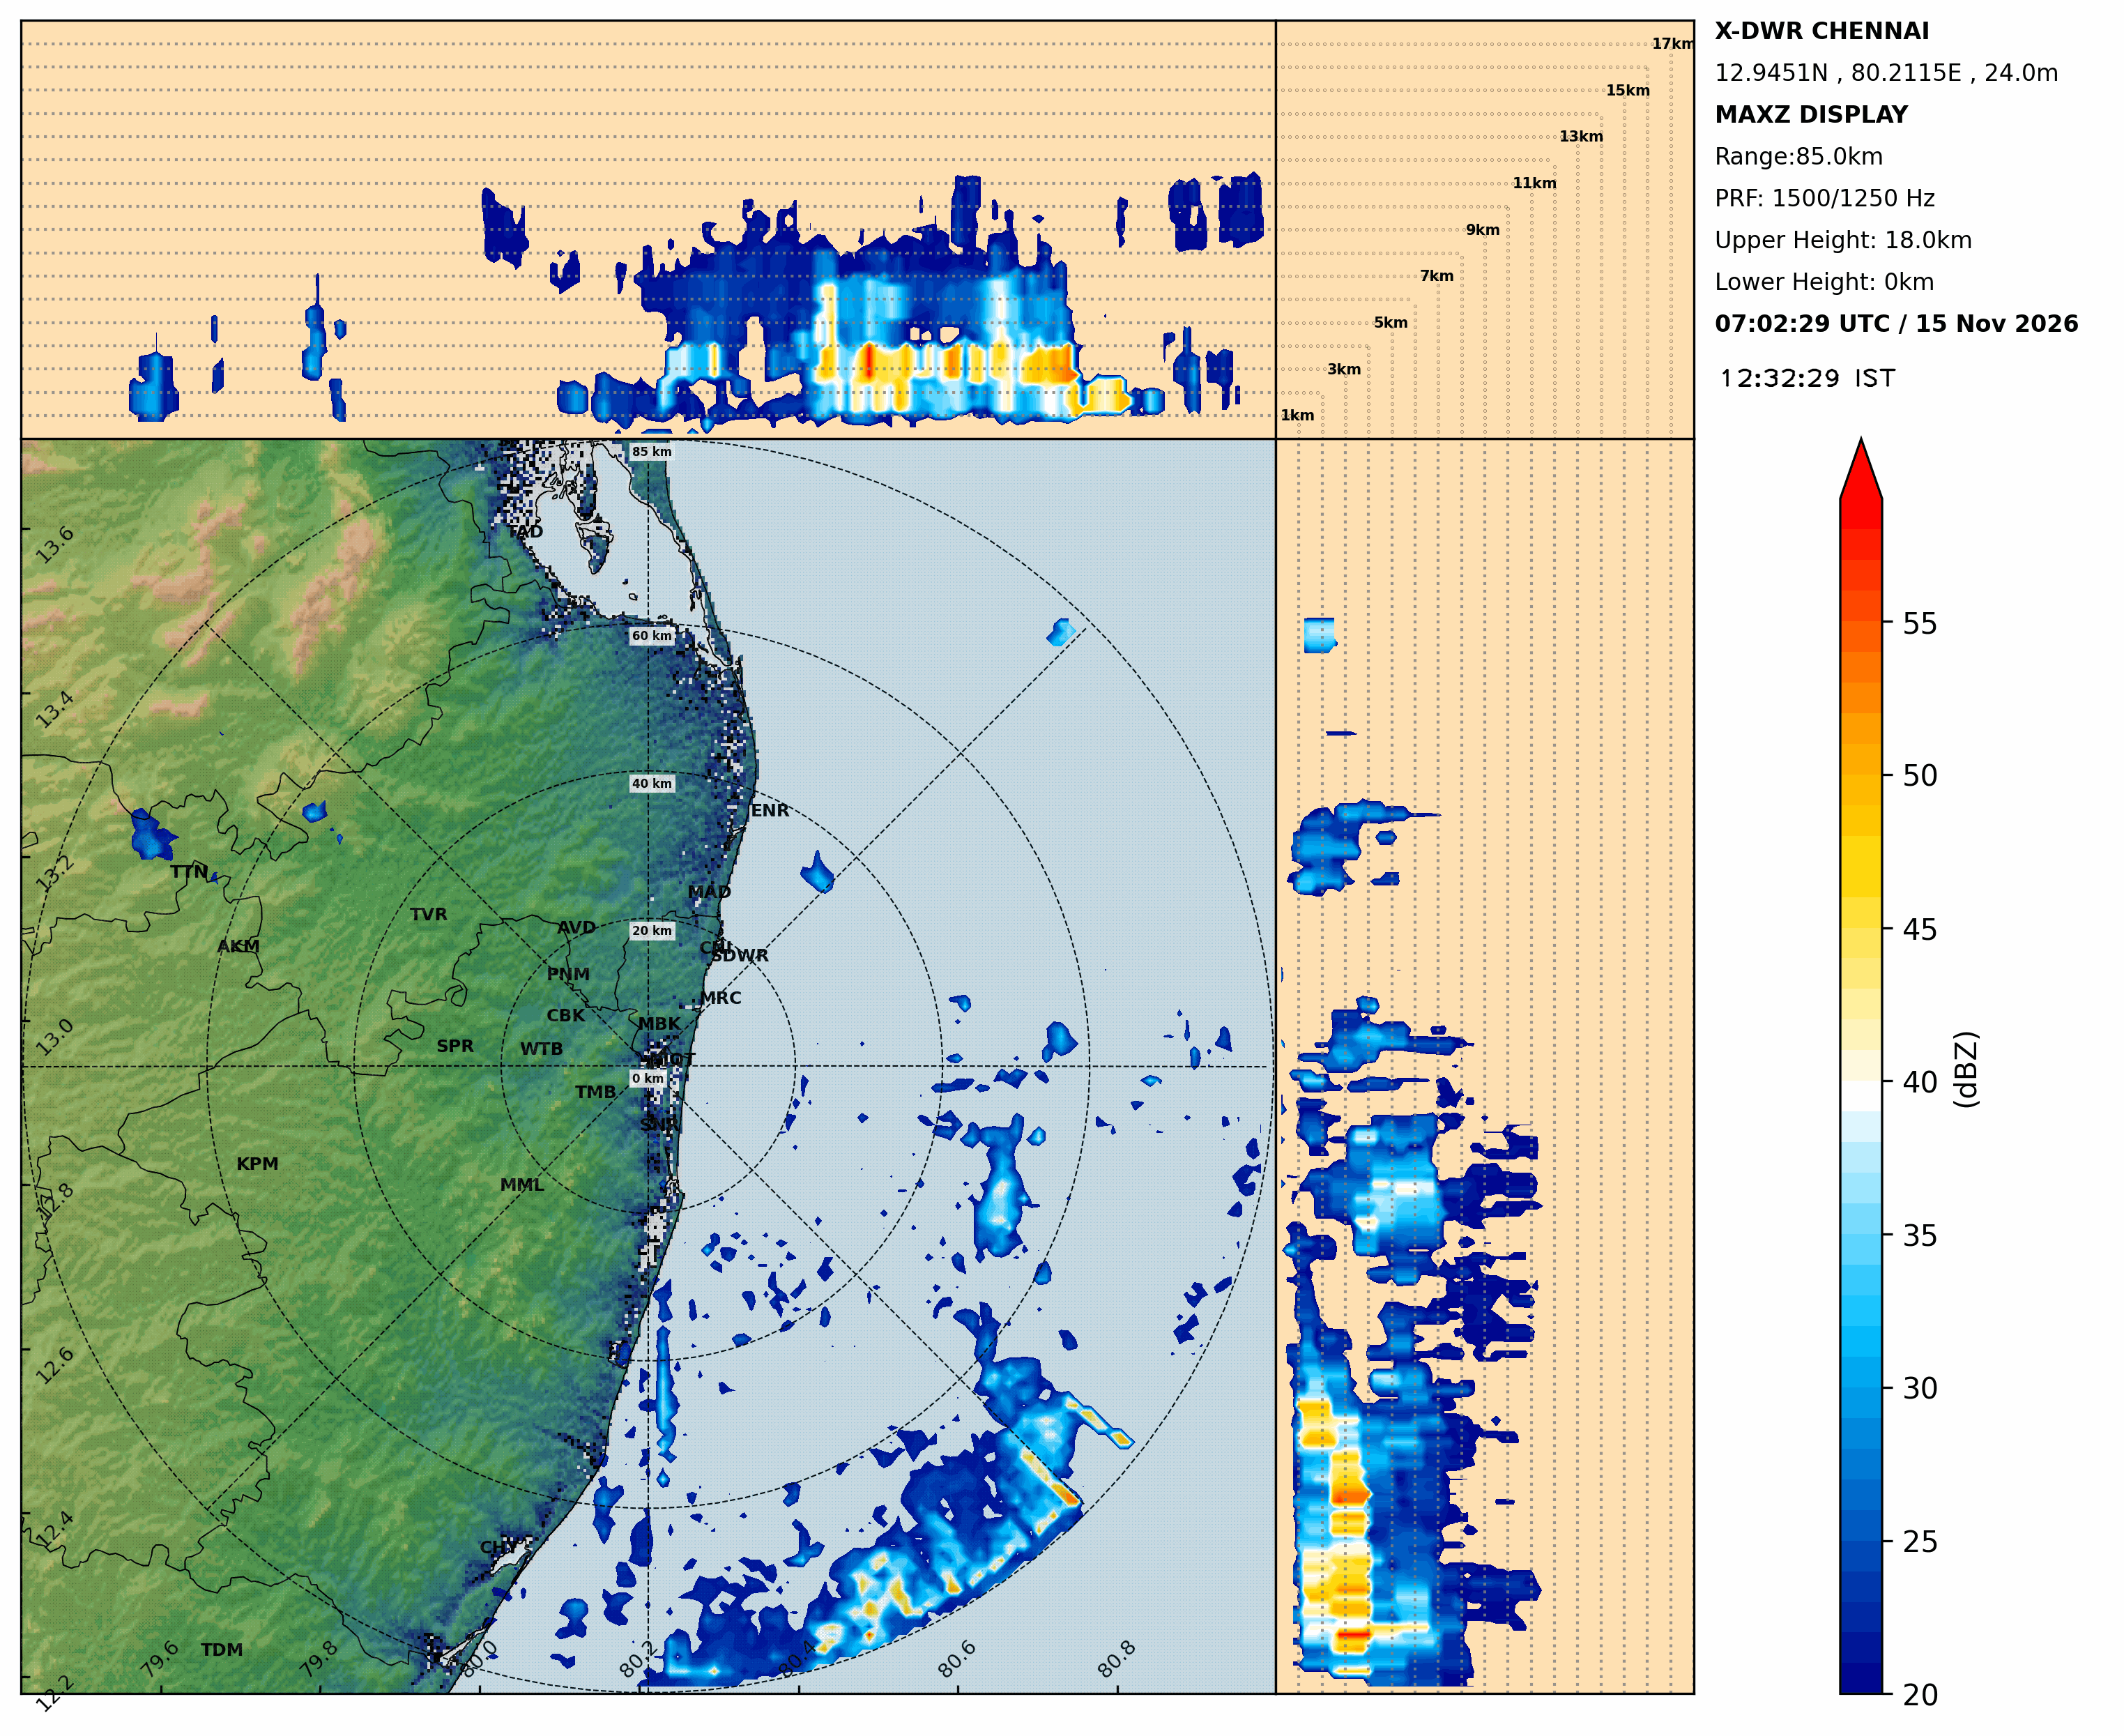 X-DWR CHENNAI
12.9451N , 80.2115E , 24.0m
MAXZ DISPLAY
Range:85.0km
PRF: 1500/1250 Hz
Upper Height: 18.0km
Lower Height: 0km
07:02:29 UTC / 15 Nov 2026
12:32:29 IST
17km
15km
13km
11km
9km
7km
5km
3km
1km
85 km
60 km
40 km
20 km
0 km
TAD
ENR
MAD
TTN
TVR
AVD
AKM
SDWR
PNM
MRC
CBK
MBK
SPR
WTB
TMB
SNR
KPM
MML
CHY
TDM
13.6
13.4
13.2
13.0
12.8
12.6
12.4
12.2
79.6
79.8
80.0
80.2
80.4
80.6
80.8
55
50
45
40
35
30
25
20
(dBZ)